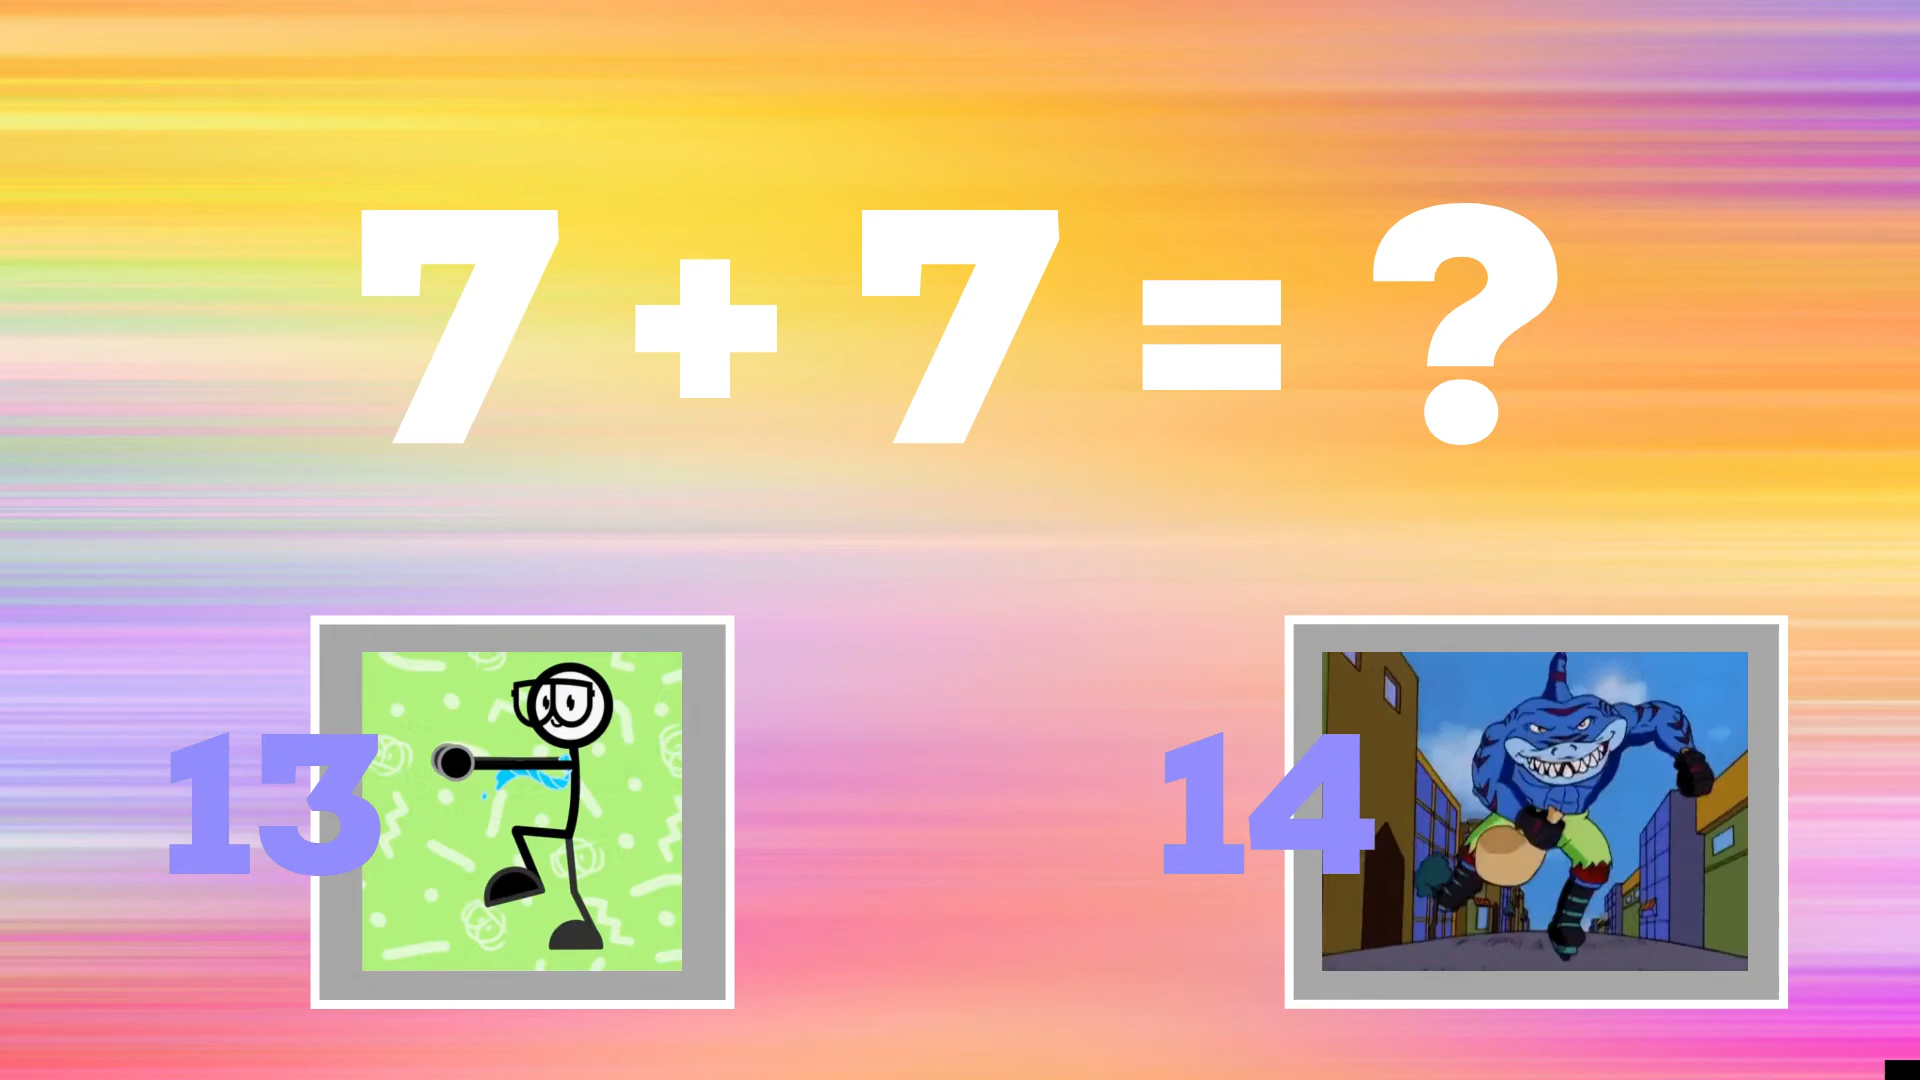 7 + 7 = ?
13
14